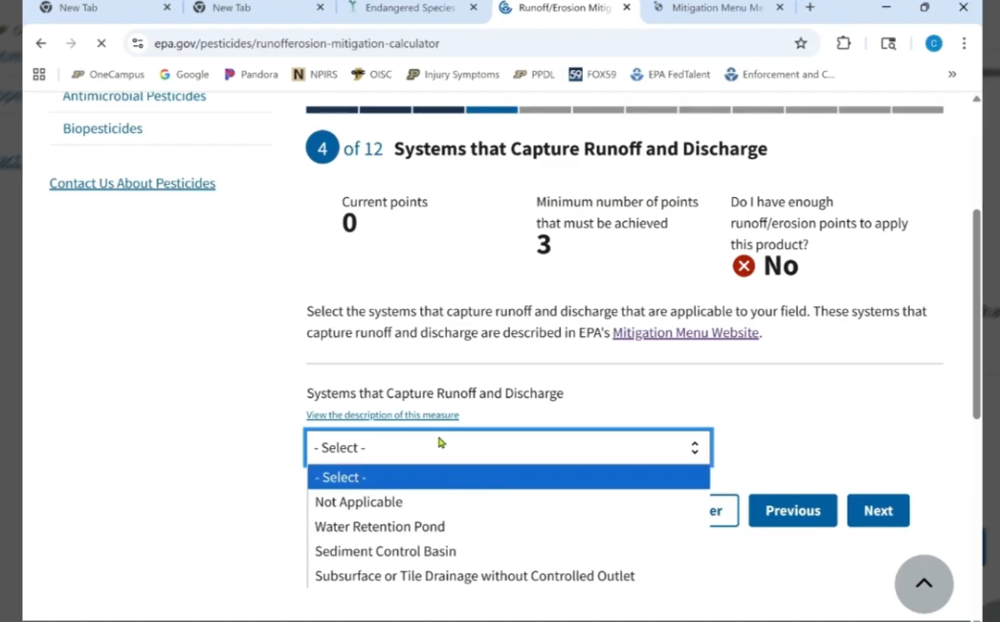 New Tab
New Tab
Endangered Species
Runoff/Erosion Mitig
Mitigation Menu Me
epa.gov/pesticides/runofferosion-mitigation-calculator
C
OneCampus
Google
Pandora
NPIRS
OISC
Injury Symptoms
PPDL
59 FOX59
EPA FedTalent
Enforcement and C...
»
Antimicrobial Pesticides
Biopesticides
Contact Us About Pesticides
4 of 12 Systems that Capture Runoff and Discharge
Current points
0
Minimum number of points
that must be achieved
3
Do I have enough
runoff/erosion points to apply
this product?
No
Select the systems that capture runoff and discharge that are applicable to your field. These systems that
capture runoff and discharge are described in EPA's Mitigation Menu Website.
Systems that Capture Runoff and Discharge
View the description of this measure
- Select -
- Select -
Not Applicable
Water Retention Pond
Sediment Control Basin
Subsurface or Tile Drainage without Controlled Outlet
er
Previous
Next